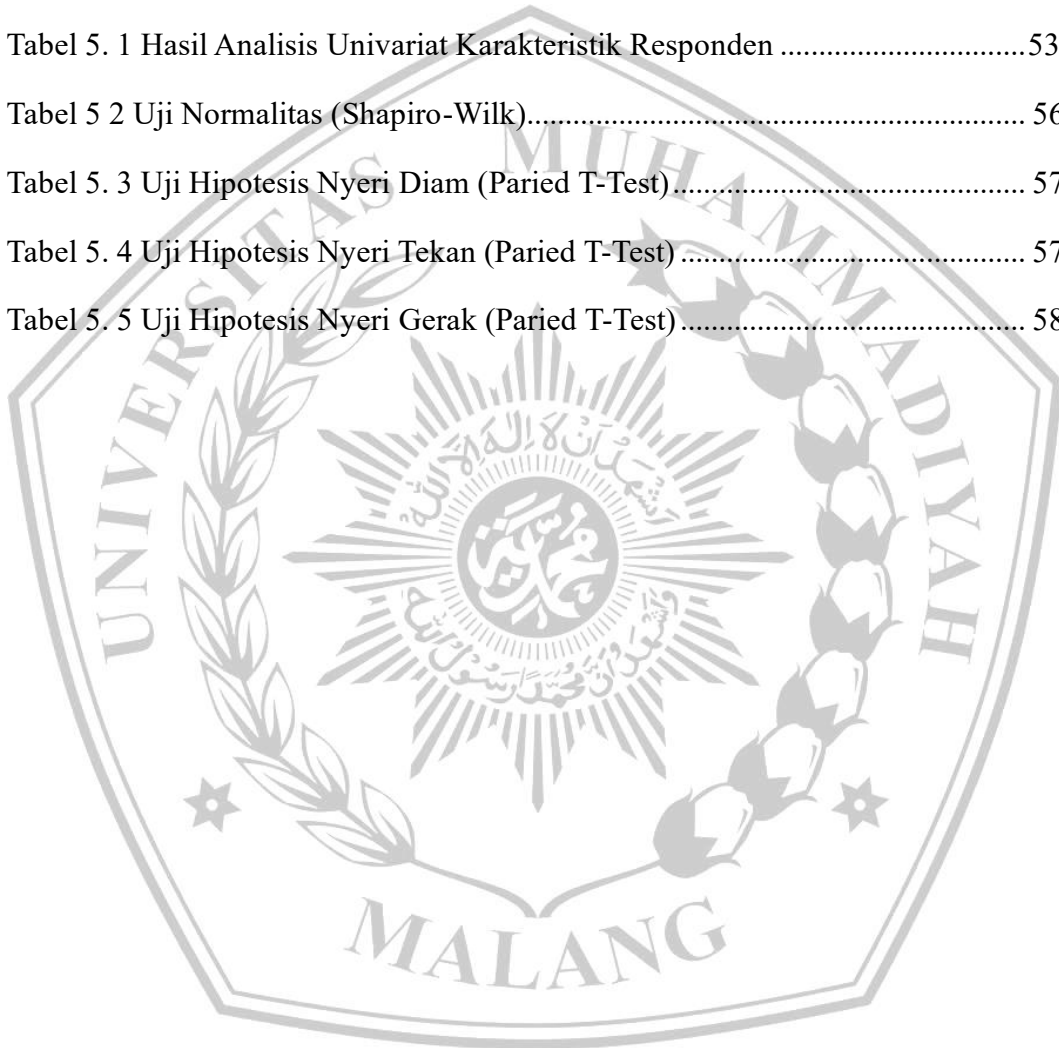 Tabel 5. 1 Hasil Analisis Univariat Karakteristik Responden ..............................53
Tabel 5 2 Uji Normalitas (Shapiro-Wilk)............................................................. 56
Tabel 5. 3 Uji Hipotesis Nyeri Diam (Paried T-Test) .......................................... 57
Tabel 5. 4 Uji Hipotesis Nyeri Tekan (Paried T-Test) ......................................... 57
Tabel 5. 5 Uji Hipotesis Nyeri Gerak (Paried T-Test) ......................................... 58
UNIVERSITAS MUHAMMADIYAH
MALANG